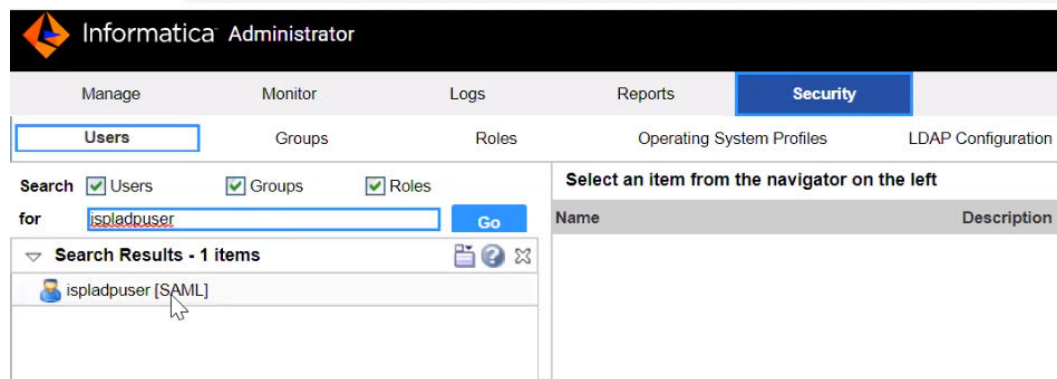 Informatica Administrator
Manage Monitor Logs Reports Security
Users Groups Roles Operating System Profiles LDAP Configuration
Search Users Groups Roles
for ispladpuser Go
Search Results - 1 items
ispladpuser [SAML]
Select an item from the navigator on the left
Name Description